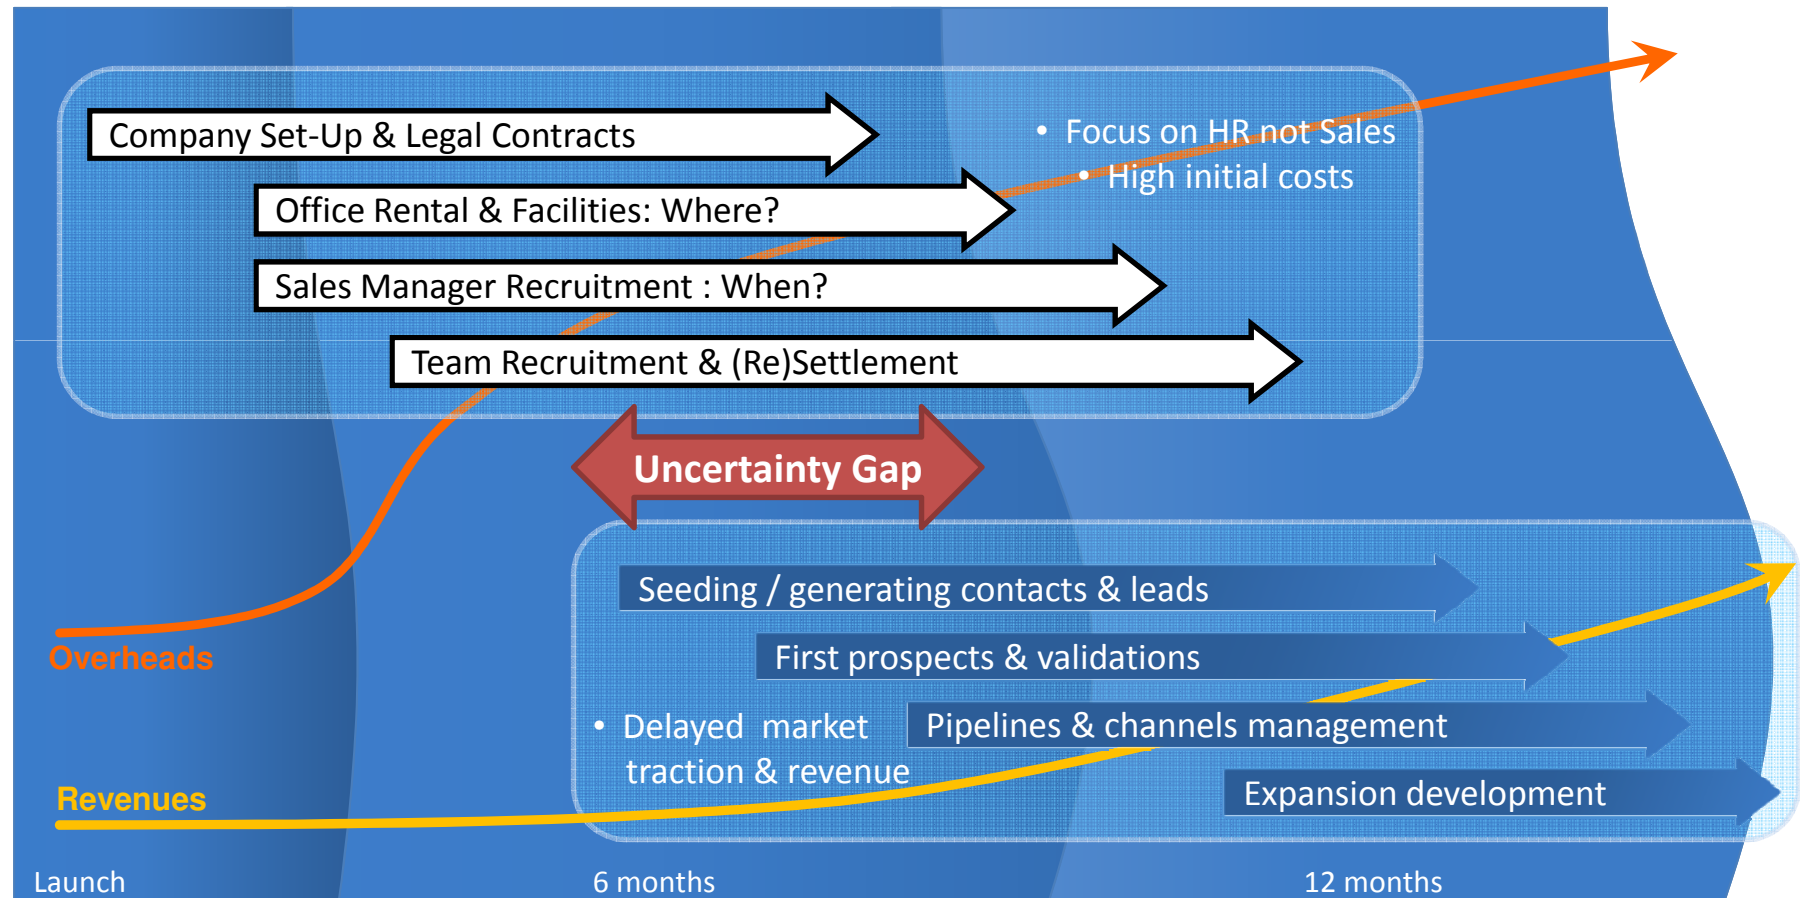 Company Set-Up & Legal Contracts
• Focus on HR not Sales
• High initial costs
Office Rental & Facilities: Where?
Sales Manager Recruitment : When?
Team Recruitment & (Re)Settlement
Uncertainty Gap
Seeding / generating contacts & leads
Overheads
First prospects & validations
• Delayed market
traction & revenue
Pipelines & channels management
Revenues
Expansion development
Launch
6 months
12 months